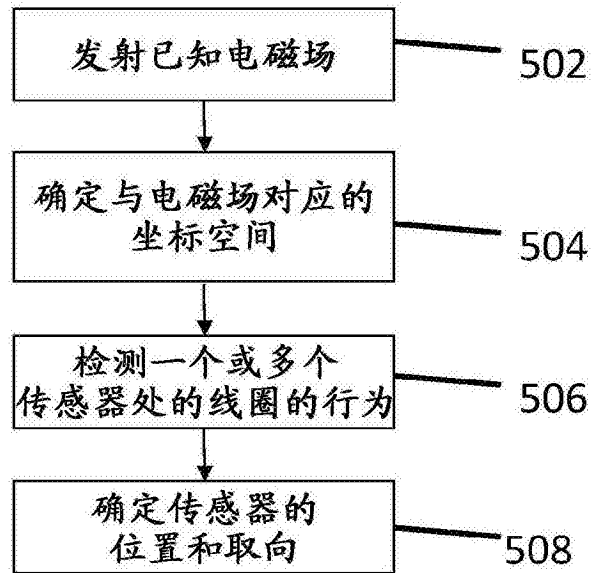 发射已知电磁场
502
确定与电磁场对应的
坐标空间
504
检测一个或多个
传感器处的线圈的行为
506
确定传感器的
位置和取向
508